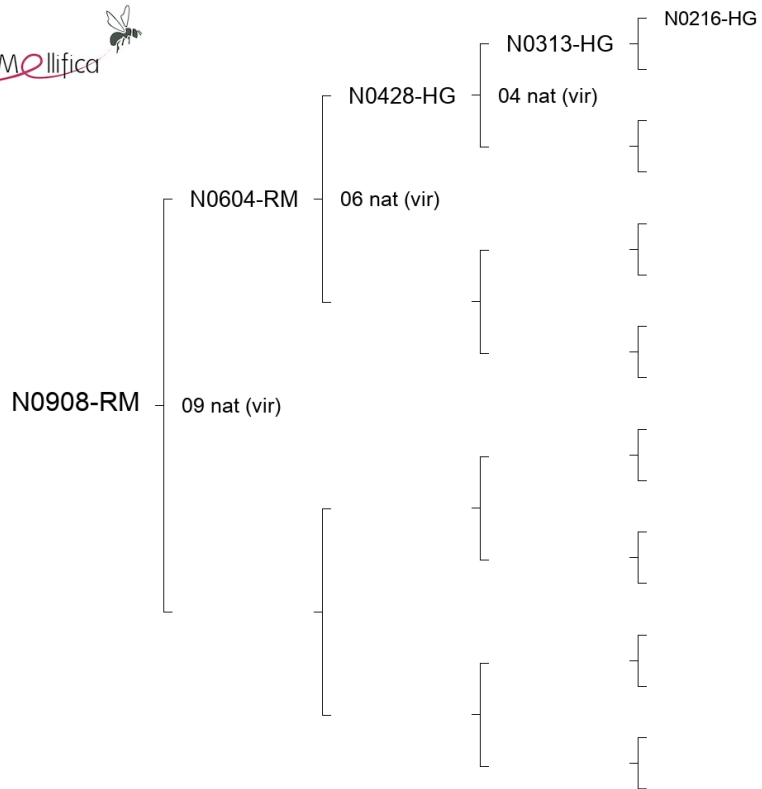 Mellifica
N0216-HG
N0313-HG
N0428-HG
04 nat (vir)
N0604-RM
06 nat (vir)
N0908-RM
09 nat (vir)